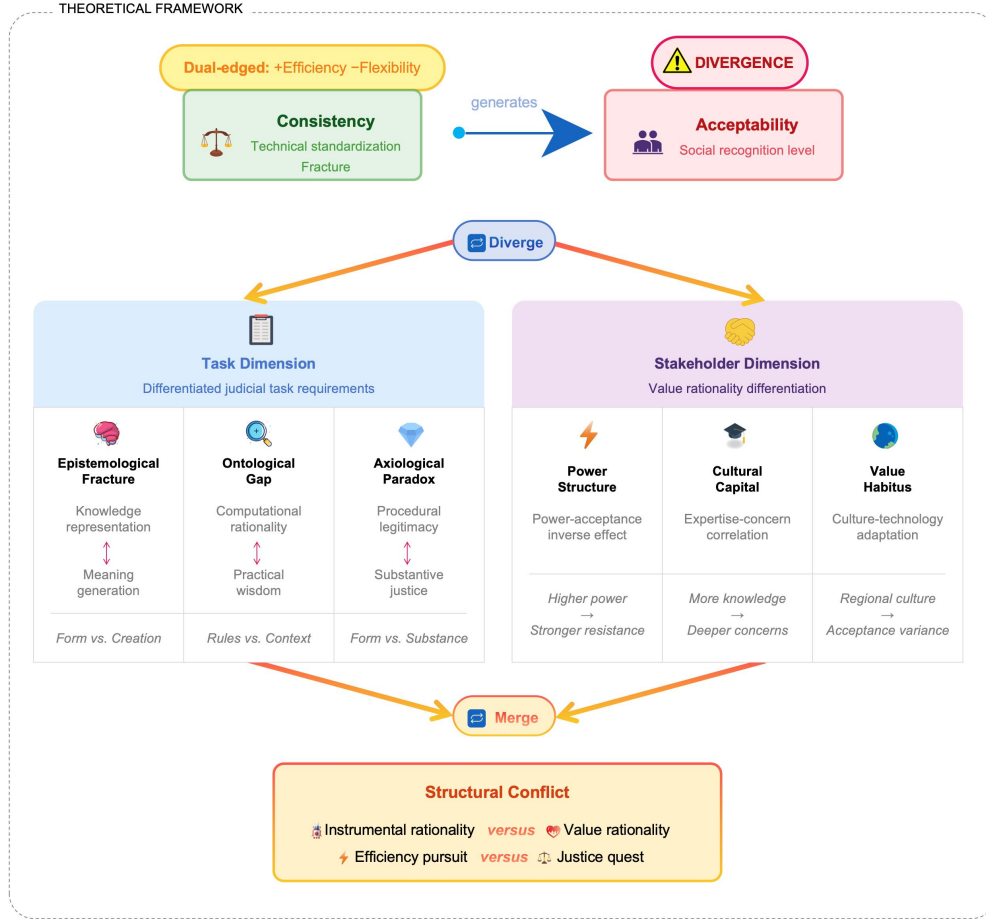 THEORETICAL FRAMEWORK
Dual-edged: +Efficiency −Flexibility
DIVERGENCE
Consistency
Technical standardization
Fracture
generates
Acceptability
Social recognition level
Diverge
Task Dimension
Differentiated judicial task requirements
Epistemological
Fracture
Knowledge
representation
Meaning
generation
Form vs. Creation
Ontological
Gap
Computational
rationality
Practical
wisdom
Rules vs. Context
Axiological
Paradox
Procedural
legitimacy
Substantive
justice
Form vs. Substance
Stakeholder Dimension
Value rationality differentiation
Power
Structure
Power-acceptance
inverse effect
Higher power
→
Stronger resistance
Cultural
Capital
Expertise-concern
correlation
More knowledge
→
Deeper concerns
Value
Habitus
Culture-technology
adaptation
Regional culture
→
Acceptance variance
Merge
Structural Conflict
Instrumental rationality versus Value rationality
Efficiency pursuit versus Justice quest